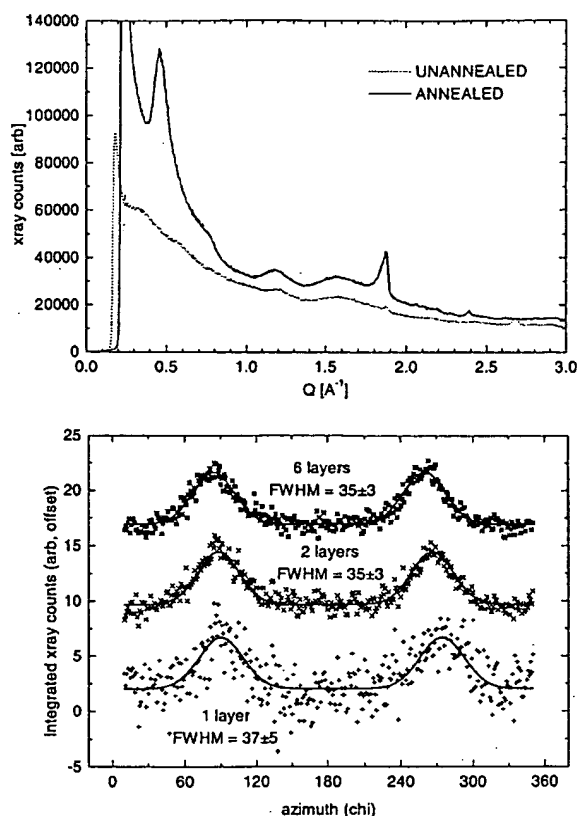 140000
120000
100000
80000
60000
40000
20000
0
xray counts [arb]
UNANNEALED
ANNEALED
0.0 0.5 1.0 1.5 2.0 2.5 3.0
Q [A⁻¹]
25
20
15
10
5
0
-5
Integrated xray counts (arb, offset)
6 layers
FWHM = 35±3
2 layers
FWHM = 35±3
1 layer
FWHM = 37±5
0 60 120 180 240 300 360
azimuth (chi)